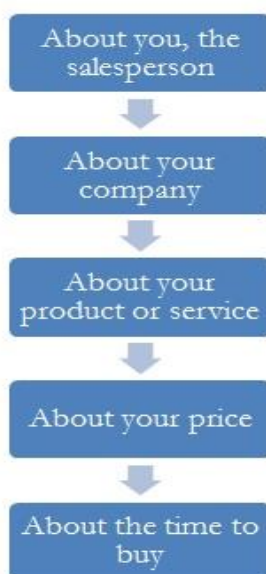 About you, the
salesperson
About your
company
About your
product or service
About your price
About the time to
buy